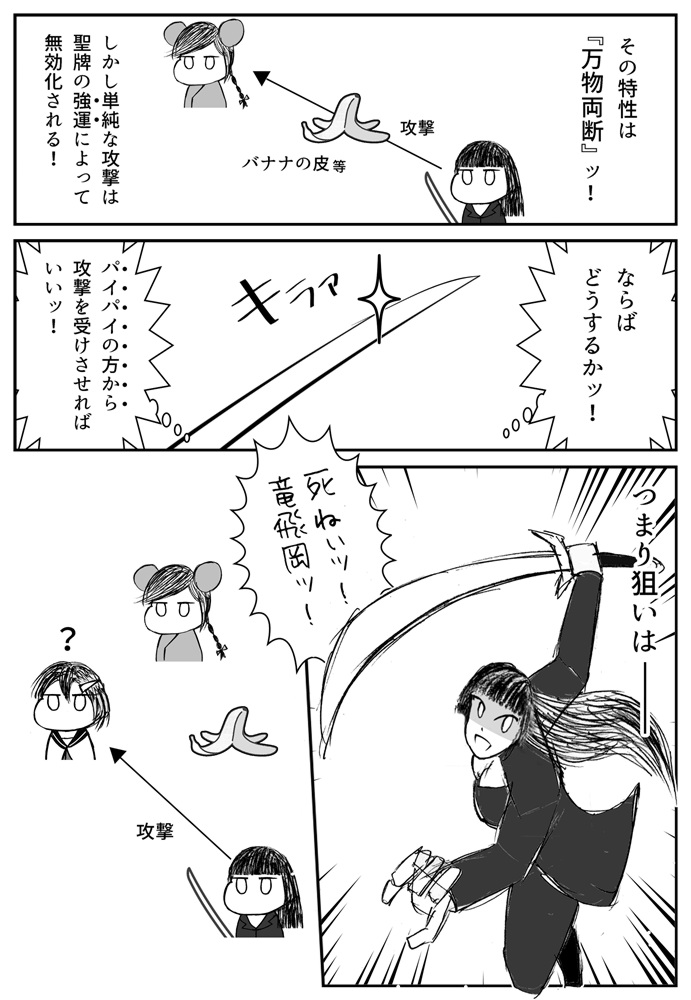 その特性は
『万物両断』ッ！
攻撃
バナナの皮等
しかし単純な攻撃は
聖牌の強運によって
無効化される！
ならば
どうするかッ！
キラァ
パイパイの方から
攻撃を受けさせれば
いいッ！
つまり狙いは――
死ねぃッ！
竜飛岡ッ！
？
攻撃